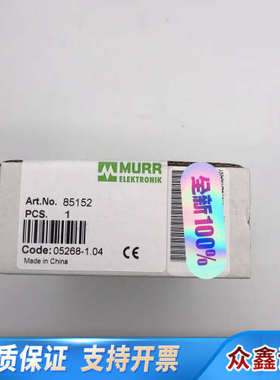 MURR
ELEKTRONIK
Art.No. 85152
PCS. 1
Code: 05268-1.04
Made in China
CE
全新100%
质保证 支持开票
众鑫